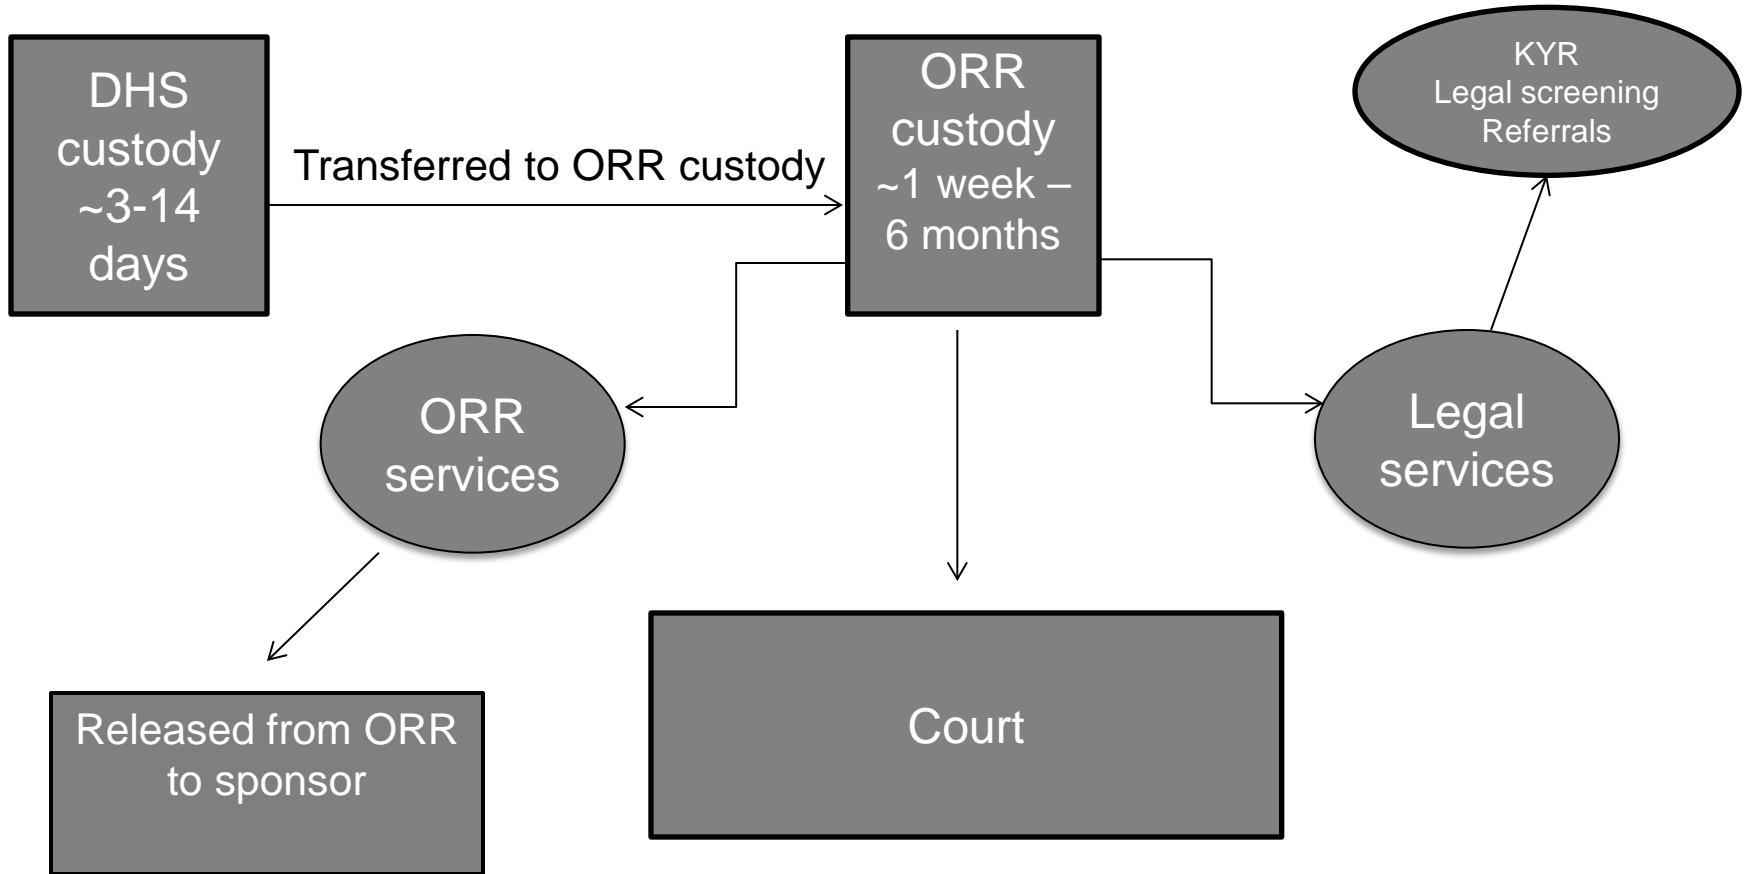 DHS
custody
~3-14
days
Transferred to ORR custody
ORR
custody
~1 week –
6 months
KYR
Legal screening
Referrals
ORR
services
Legal
services
Released from ORR
to sponsor
Court